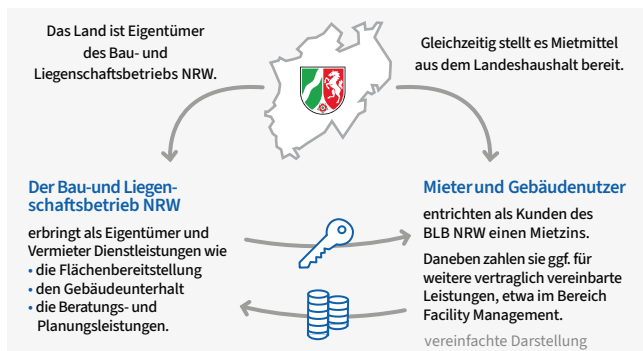 Das Land ist Eigentümer
des Bau- und
Liegenschaftsbetriebs NRW.
Gleichzeitig stellt es Mietmittel
aus dem Landeshaushalt bereit.
Der Bau-und Liegen-
schaftsbetrieb NRW
erbringt als Eigentümer und
Vermieter Dienstleistungen wie
• die Flächenbereitstellung
• den Gebäudeunterhalt
• die Beratungs- und
Planungsleistungen.
Mieter und Gebäudenutzer
entrichten als Kunden des
BLB NRW einen Mietzins.
Daneben zahlen sie ggf. für
weitere vertraglich vereinbarte
Leistungen, etwa im Bereich
Facility Management.
vereinfachte Darstellung